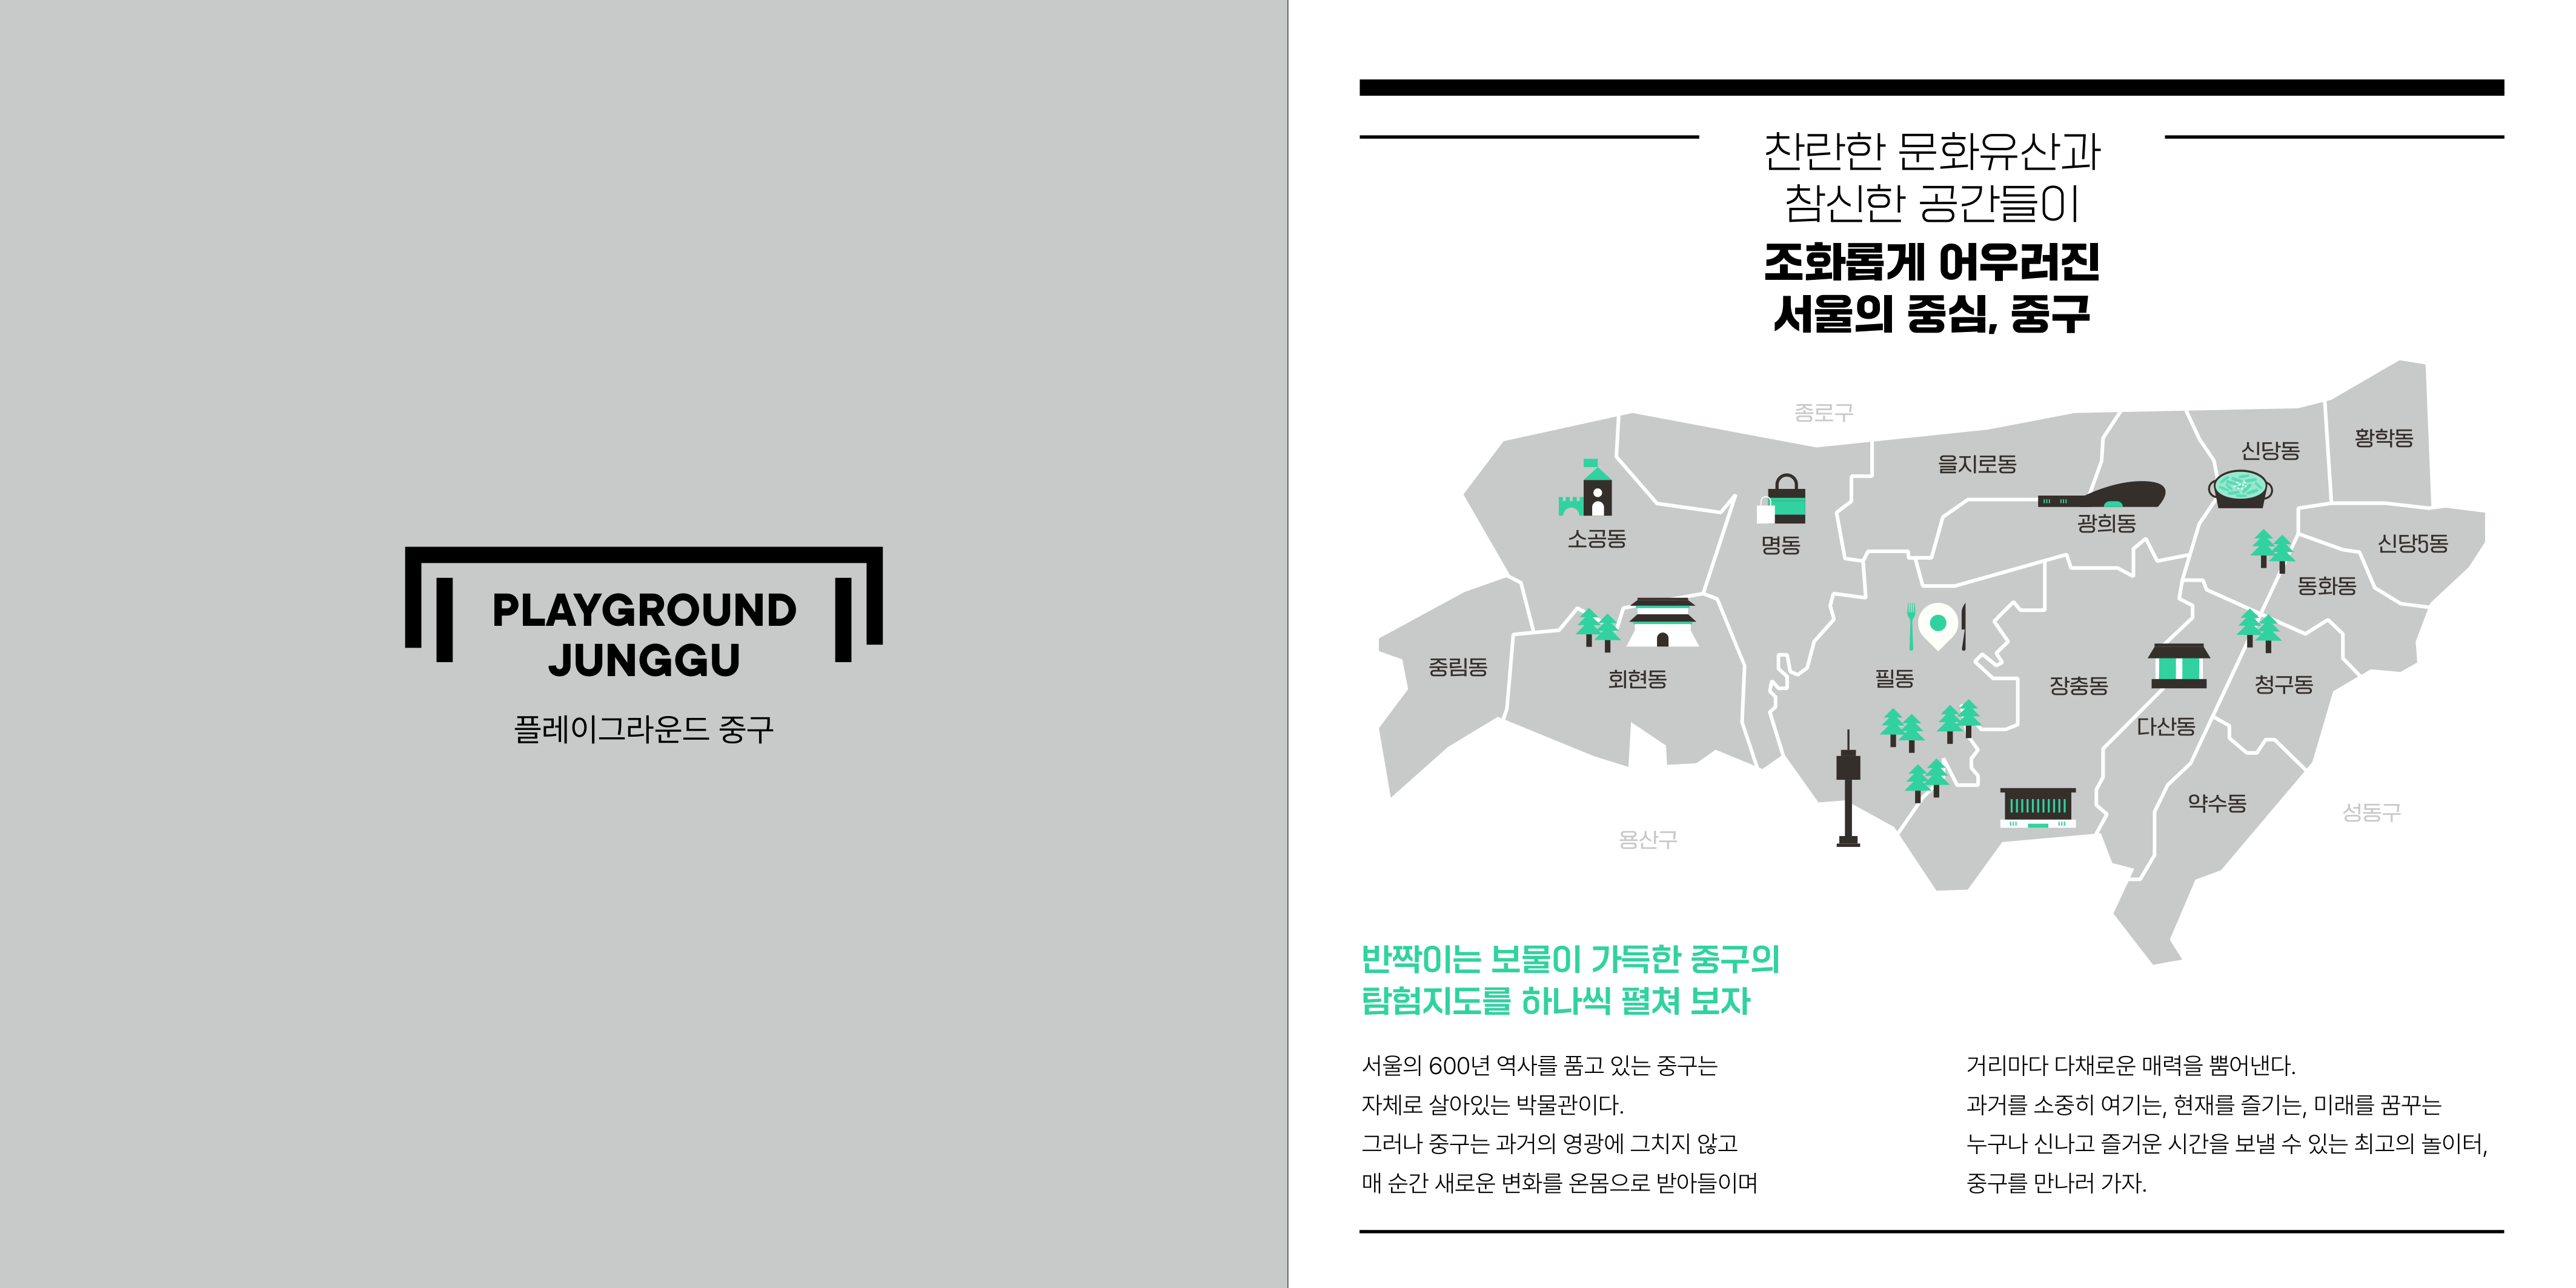 PLAYGROUND
JUNGGU
플레이그라운드 중구
찬란한 문화유산과
참신한 공간들이
조화롭게 어우러진
서울의 중심, 중구
종로구
황학동
신당동
을지로동
광희동
소공동
명동
신당5동
동화동
중림동
회현동
필동
장충동
청구동
다산동
약수동
성동구
용산구
반짝이는 보물이 가득한 중구의
탐험지도를 하나씩 펼쳐 보자
서울의 600년 역사를 품고 있는 중구는
자체로 살아있는 박물관이다.
그러나 중구는 과거의 영광에 그치지 않고
매 순간 새로운 변화를 온몸으로 받아들이며
거리마다 다채로운 매력을 뿜어낸다.
과거를 소중히 여기는, 현재를 즐기는, 미래를 꿈꾸는
누구나 신나고 즐거운 시간을 보낼 수 있는 최고의 놀이터,
중구를 만나러 가자.